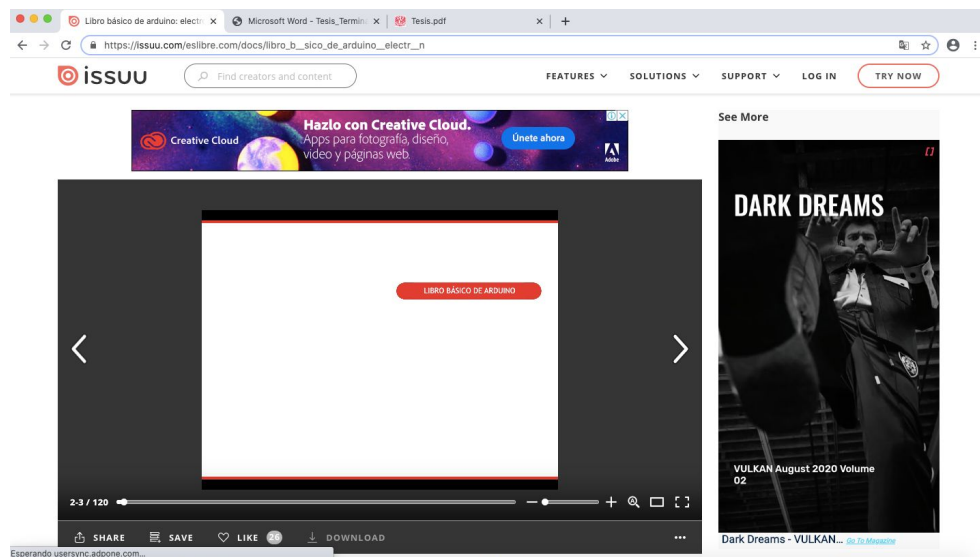 Libro básico de arduino: electr
Microsoft Word - Tesis_Termin
Tesis.pdf
https://issuu.com/eslibre.com/docs/libro_b__sico_de_arduino__electr__n
issuu
Find creators and content
FEATURES
SOLUTIONS
SUPPORT
LOG IN
TRY NOW
Creative Cloud
Hazlo con Creative Cloud.
Apps para fotografía, diseño,
video y páginas web.
Únete ahora
Adobe
See More
DARK DREAMS
LIBRO BÁSICO DE ARDUINO
VULKAN August 2020 Volume
02
2-3 / 120
SHARE
SAVE
LIKE 26
DOWNLOAD
Dark Dreams - VULKAN... Go To Magazine
Esperando usersync.adpone.com...